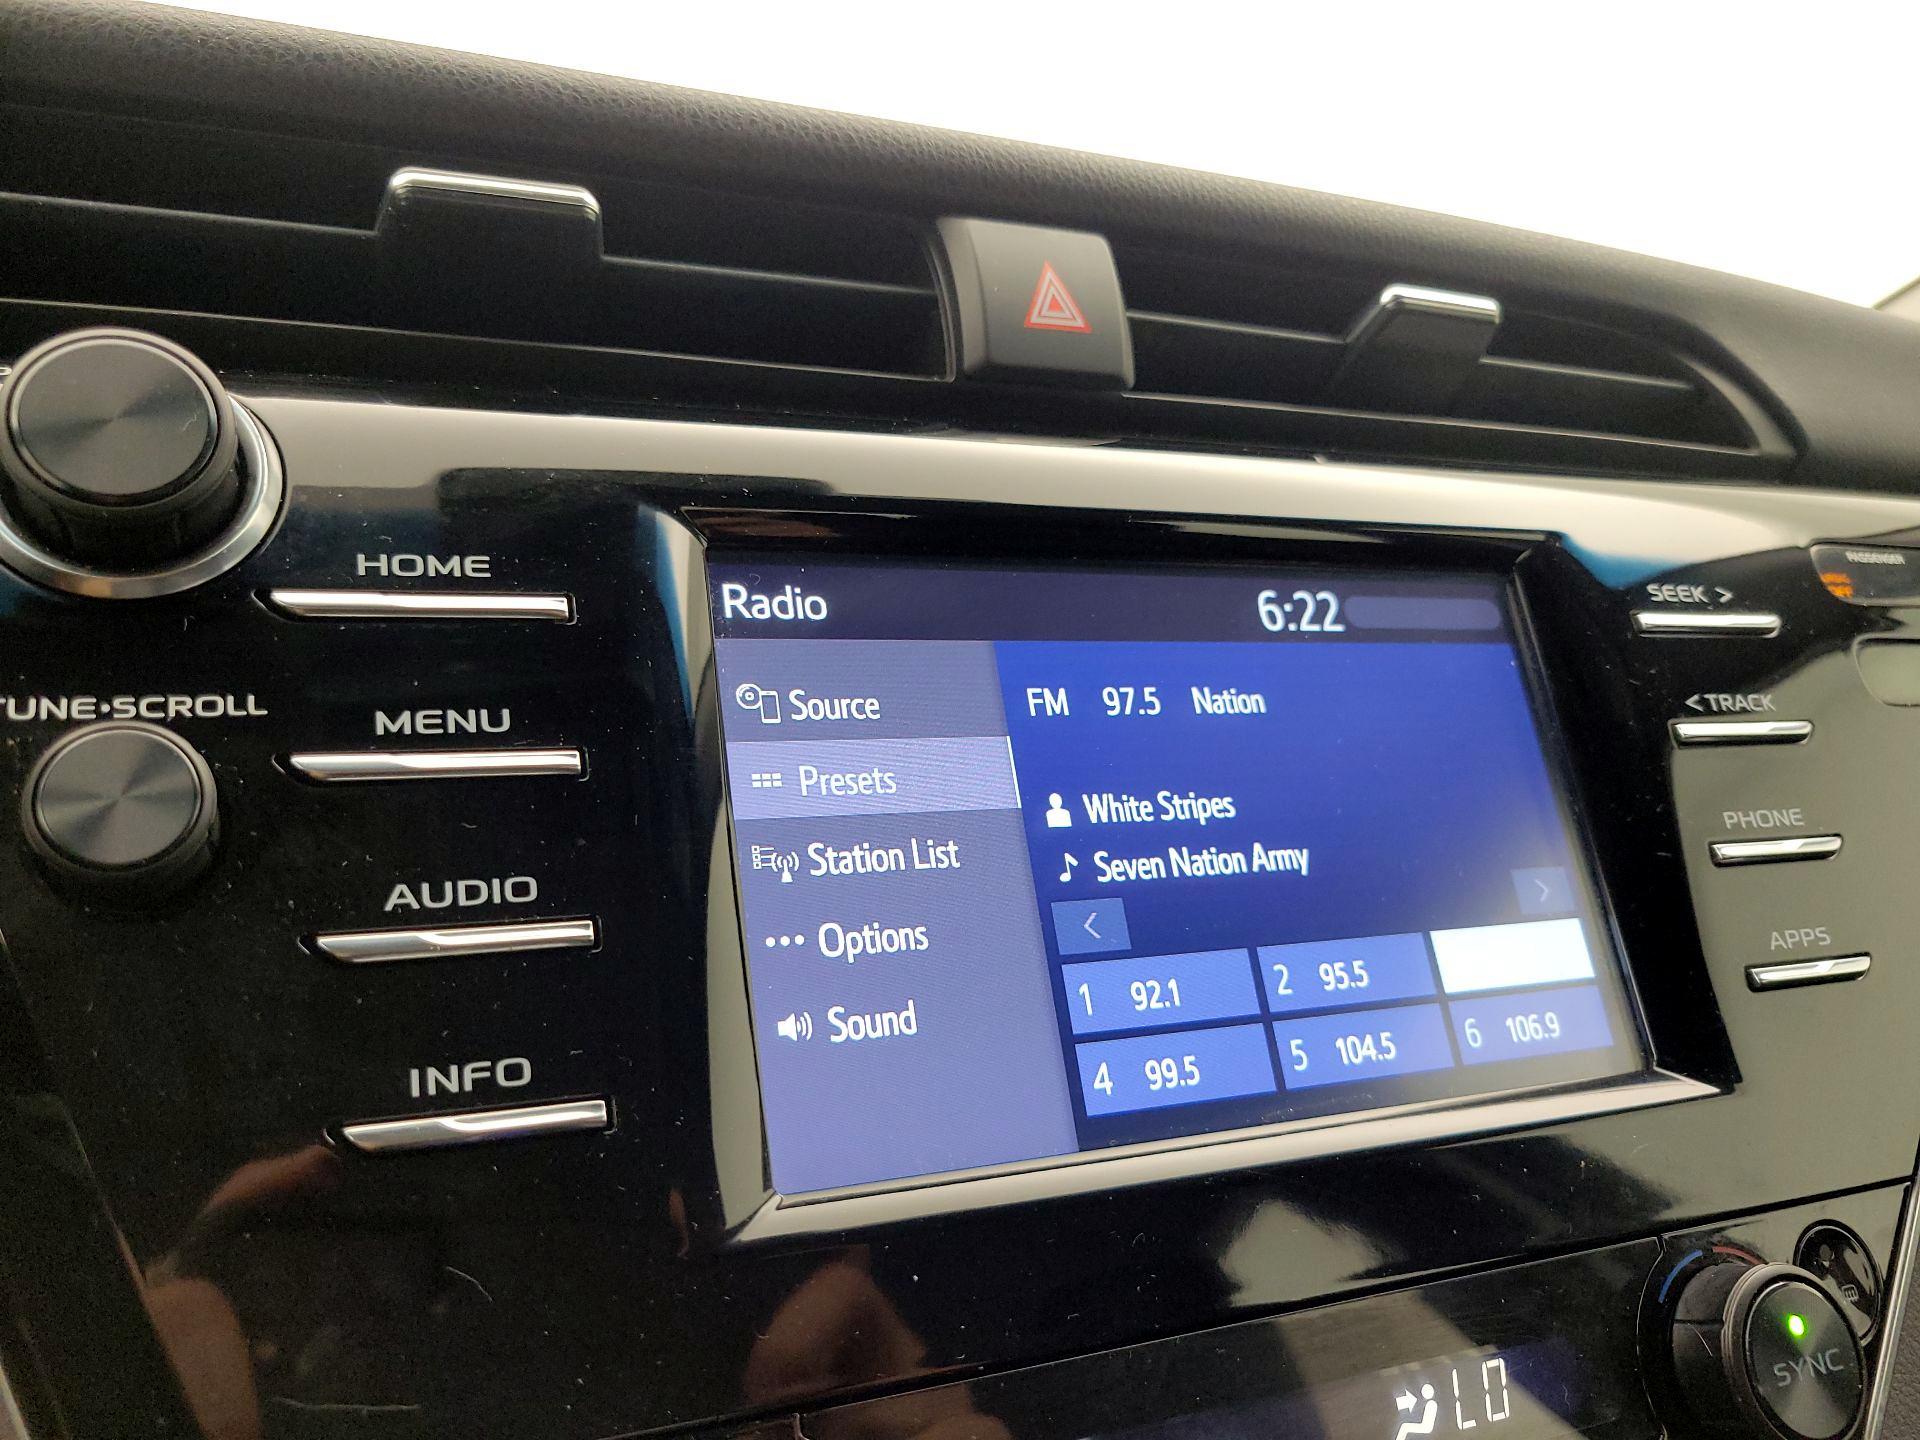 HOME
SEEK >
PASSENGER
OFF
Radio
6:22
TUNE•SCROLL
MENU
Source
FM 97.5 Nation
< TRACK
Presets
White Stripes
PHONE
Station List
Seven Nation Army
AUDIO
Options
<
>
APPS
1 92.1
2 95.5
Sound
4 99.5
5 104.5
6 106.9
INFO
LO
SYNC